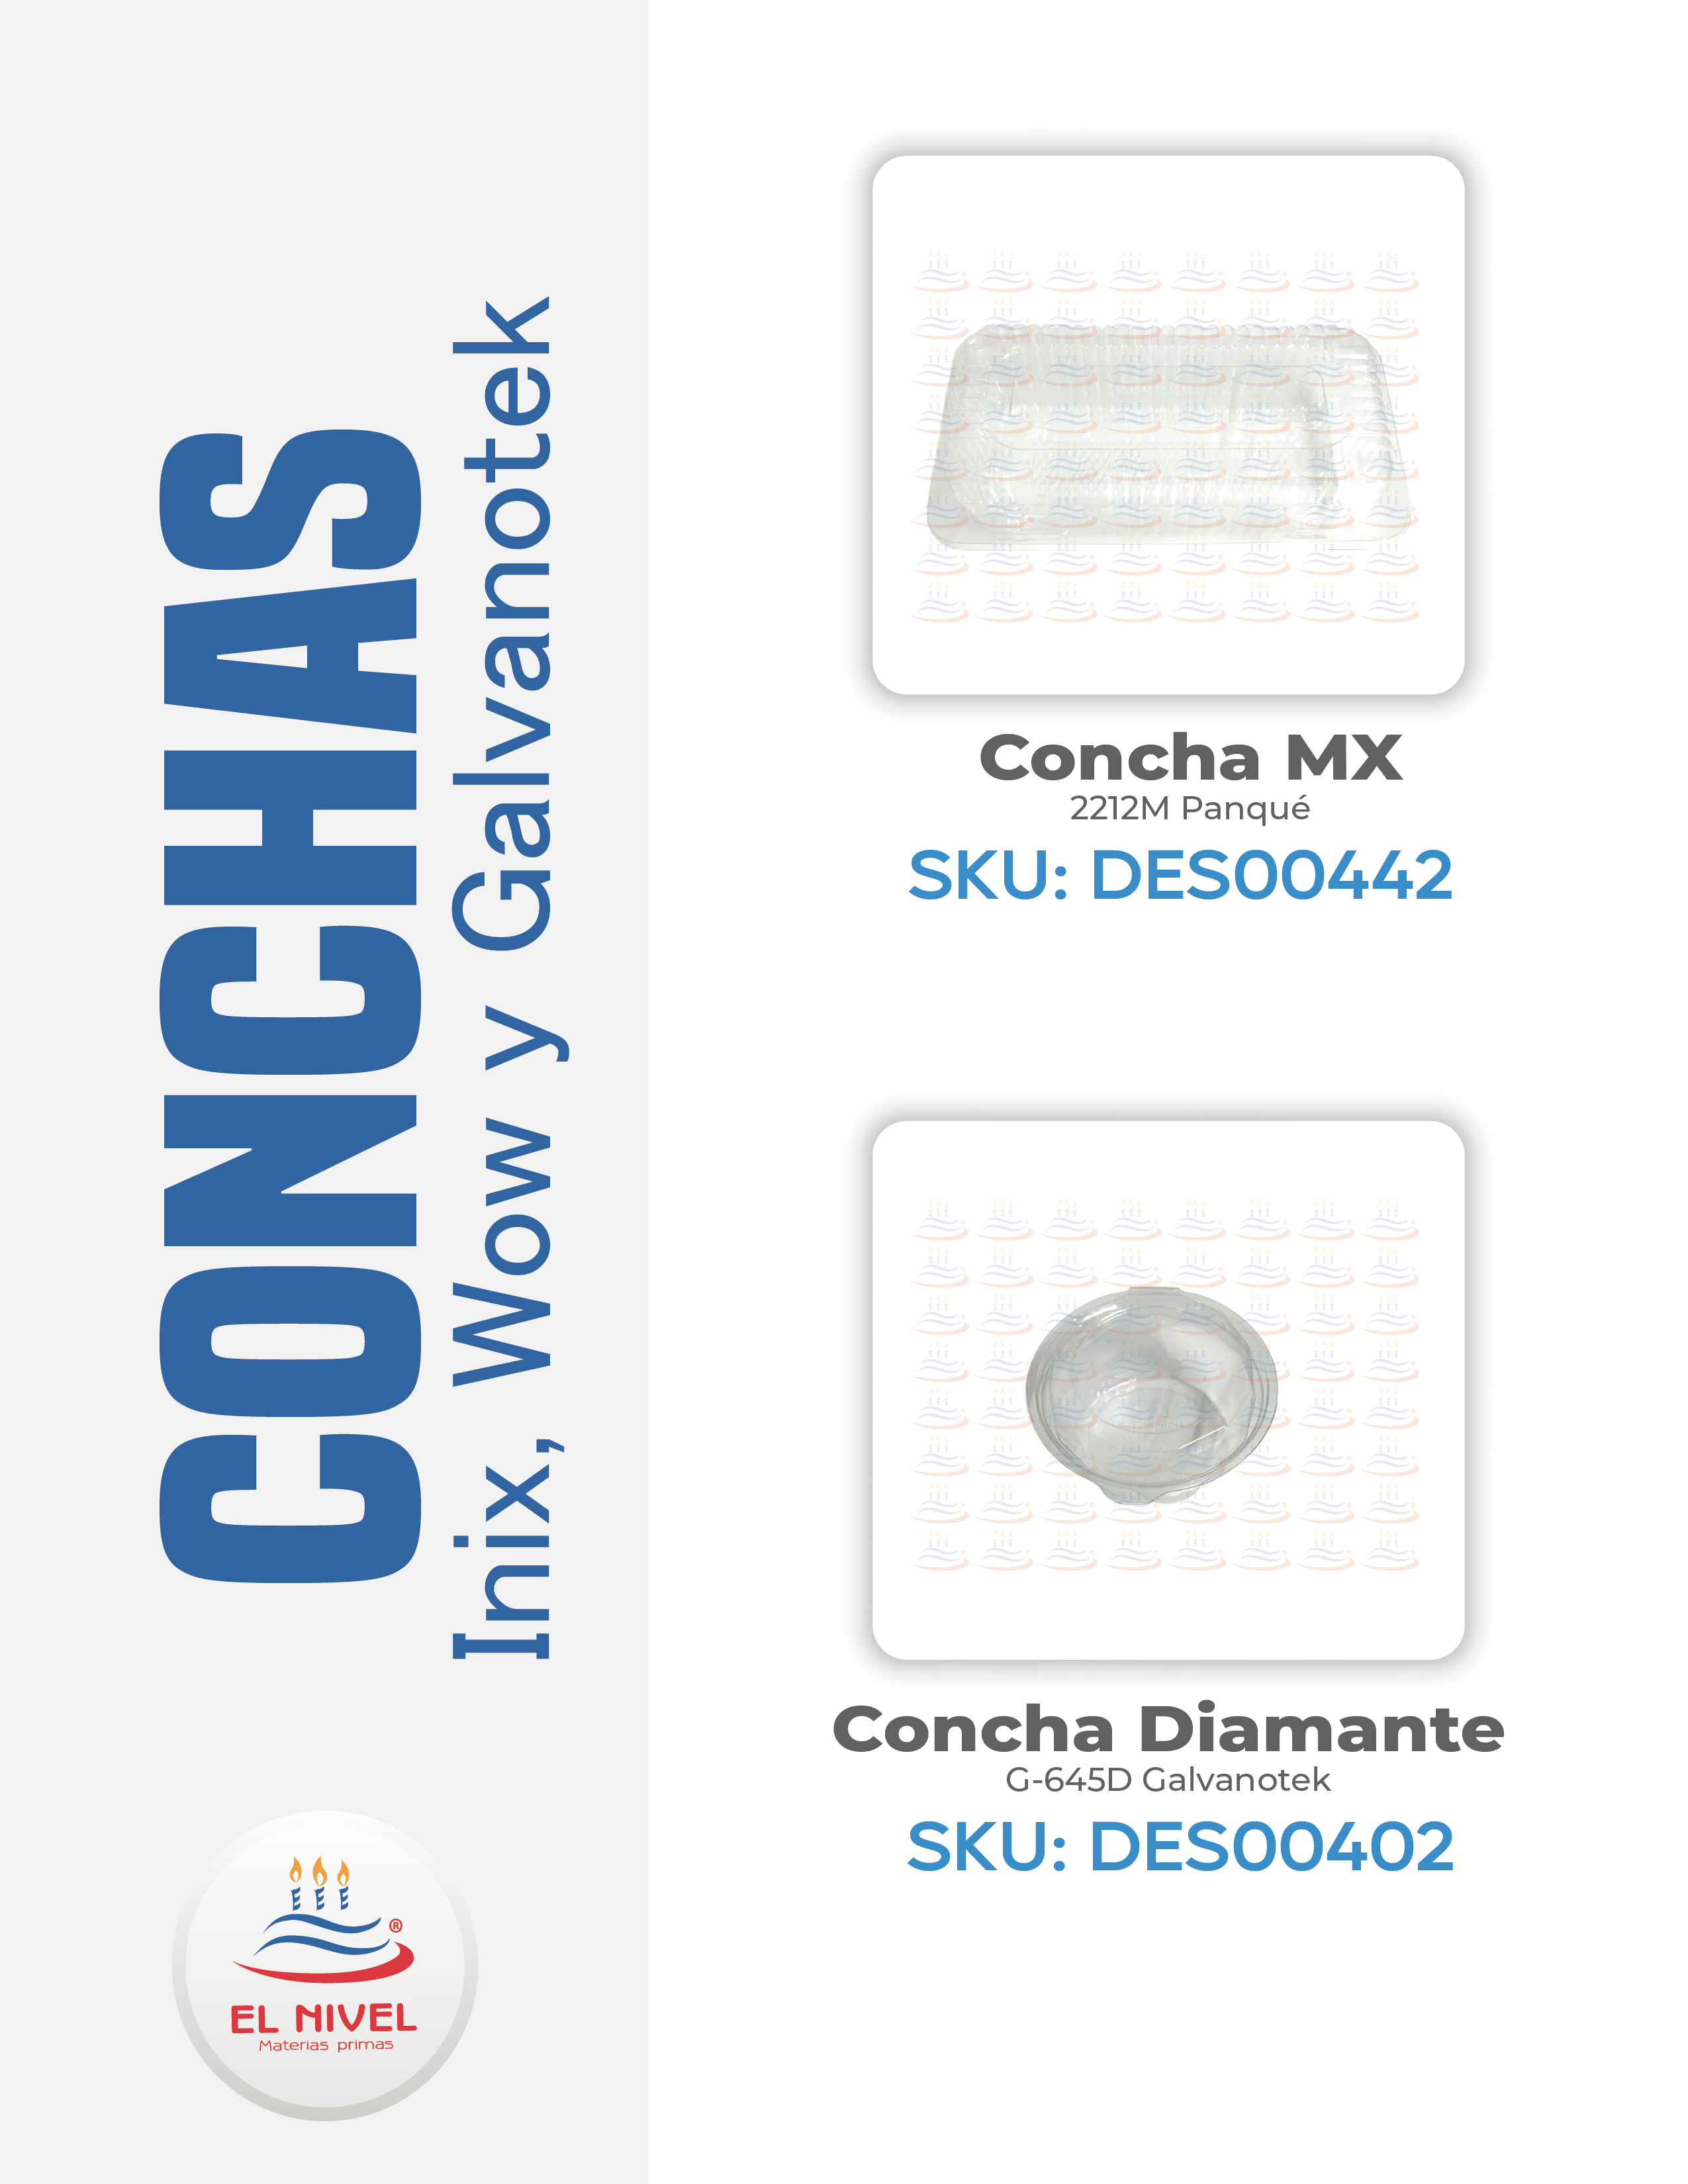 CONCHAS
Inix, Wow y Galvanotek
Concha MX
2212M Panqué
SKU: DES00442
Concha Diamante
G-645D Galvanotek
SKU: DES00402
®
EL NIVEL
Materias primas